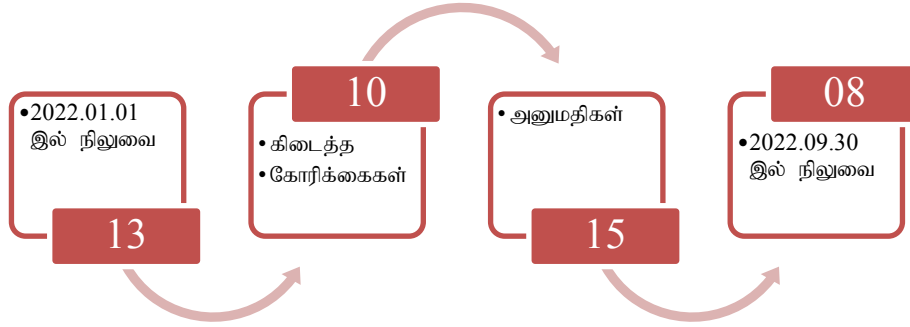 •2022.01.01
இல் நிலுவை
13
10
•கிடைத்த
•கோரிக்கைகள்
•அனுமதிகள்
15
08
•2022.09.30
இல் நிலுவை